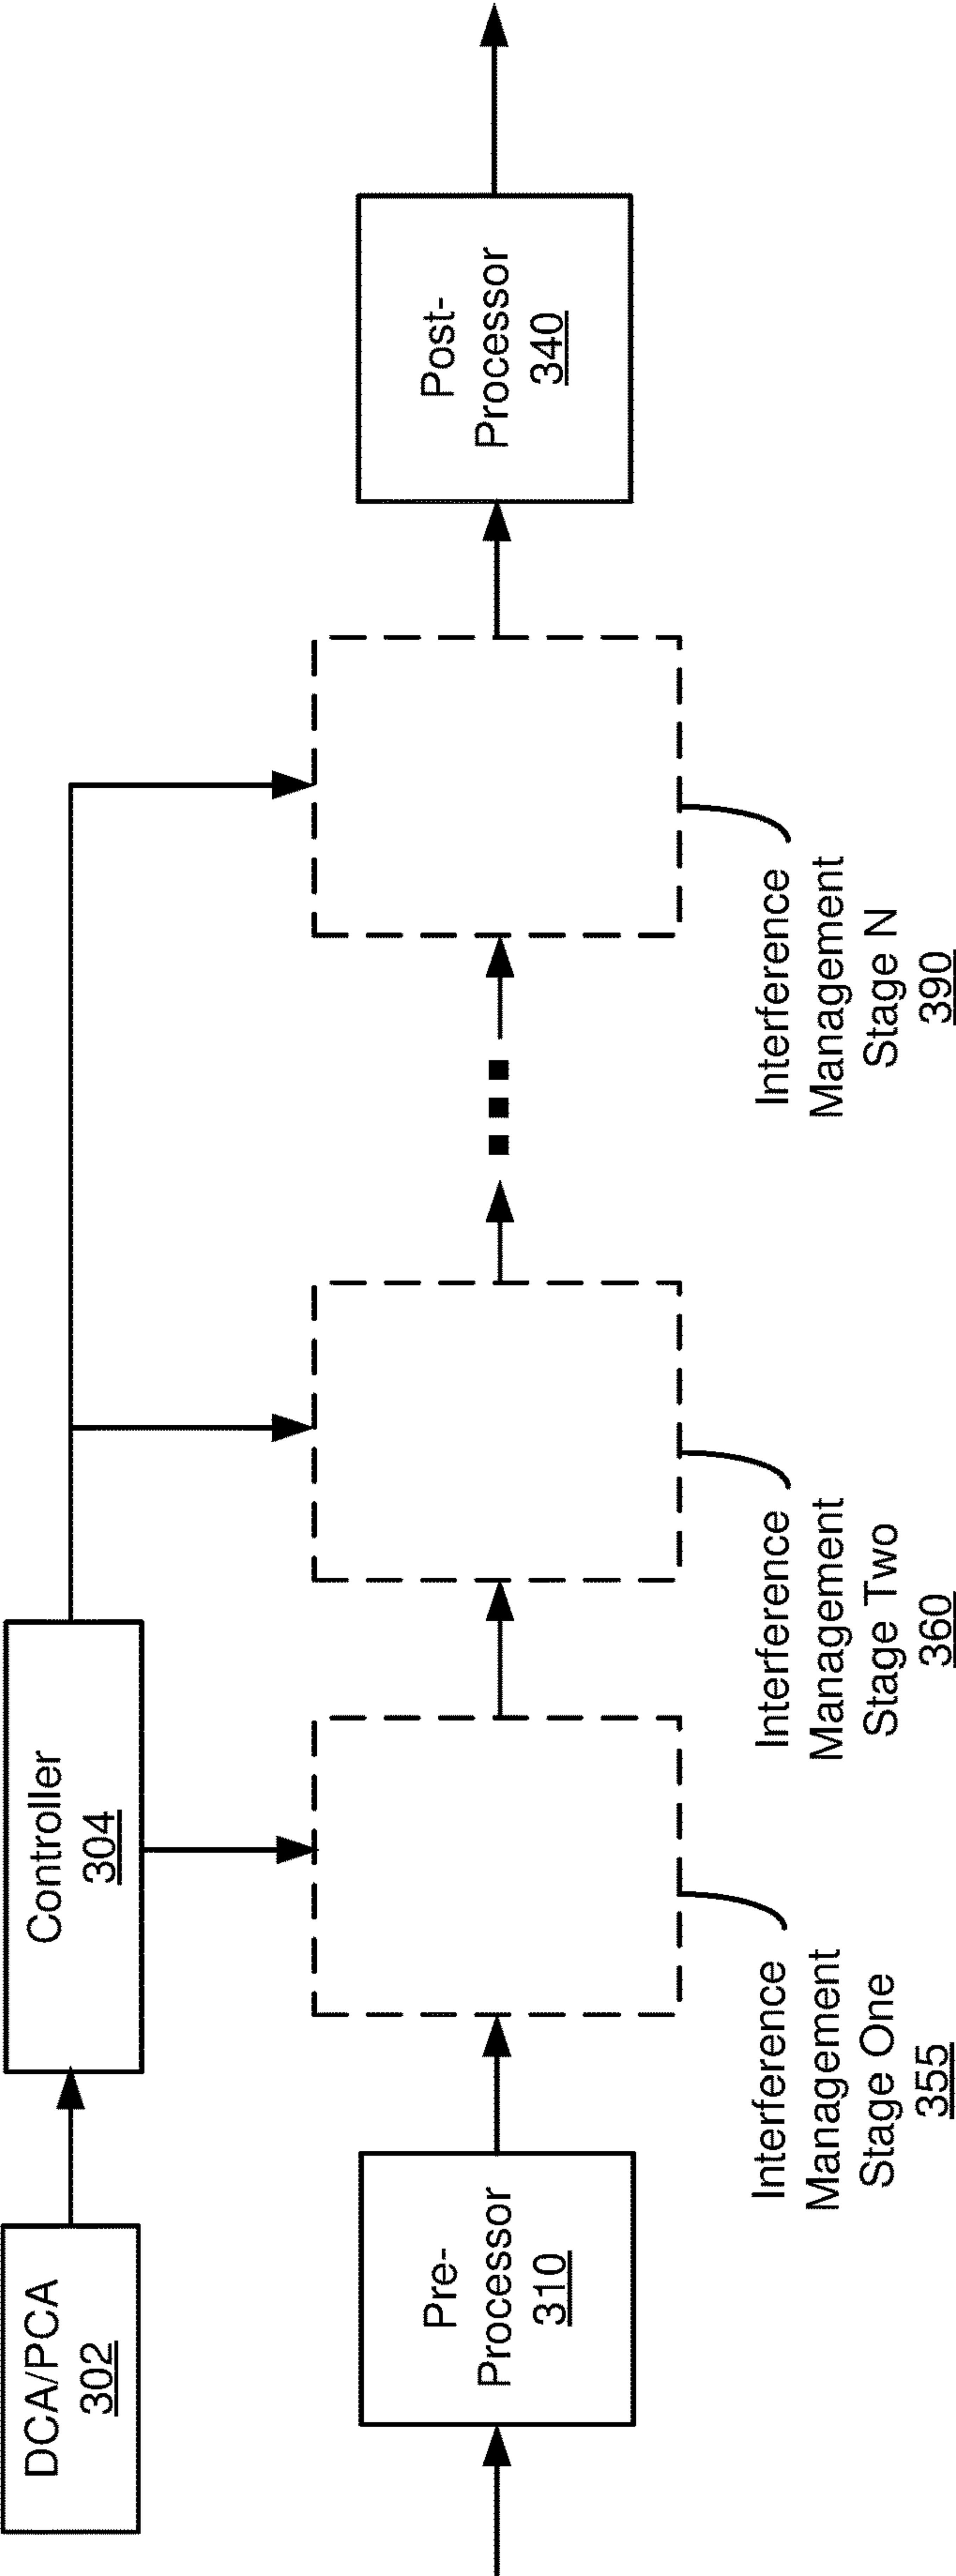 DCA/PCA
302
Controller
304
Pre-
Processor
310
Post-
Processor
340
Interference
Management
Stage One
355
Interference
Management
Stage Two
360
Interference
Management
Stage N
390